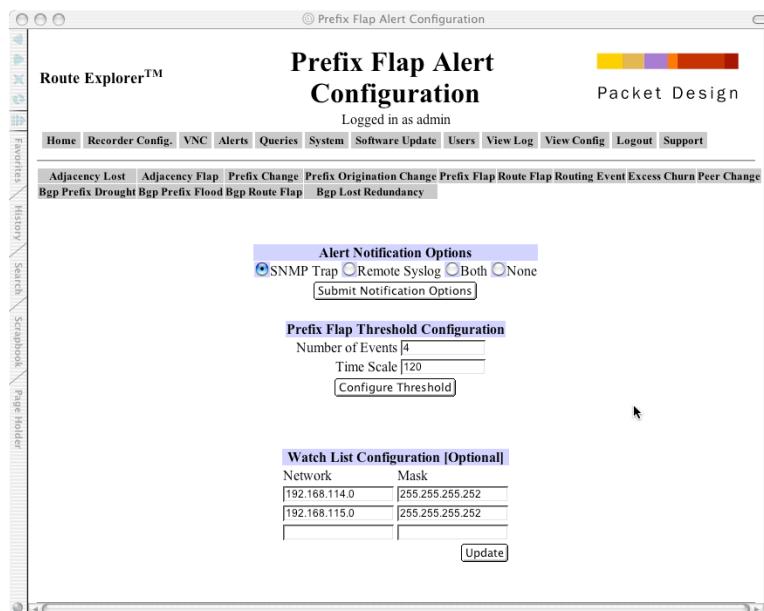 Prefix Flap Alert Configuration
Route Explorer™
Prefix Flap Alert
Configuration
Logged in as admin
Packet Design
Home Recorder Config. VNC Alerts Queries System Software Update Users View Log View Config Logout Support
Adjacency Lost Adjacency Flap Prefix Change Prefix Origination Change Prefix Flap Route Flap Routing Event Excess Churn Peer Change
Bgp Prefix Drought Bgp Prefix Flood Bgp Route Flap Bgp Lost Redundancy
Favorites
History
Search
Scrapbook
Page Holder
Alert Notification Options
SNMP Trap Remote Syslog Both None
Submit Notification Options
Prefix Flap Threshold Configuration
Number of Events 4
Time Scale 120
Configure Threshold
Watch List Configuration [Optional]
Network Mask
192.168.114.0 255.255.255.252
192.168.115.0 255.255.255.252
Update